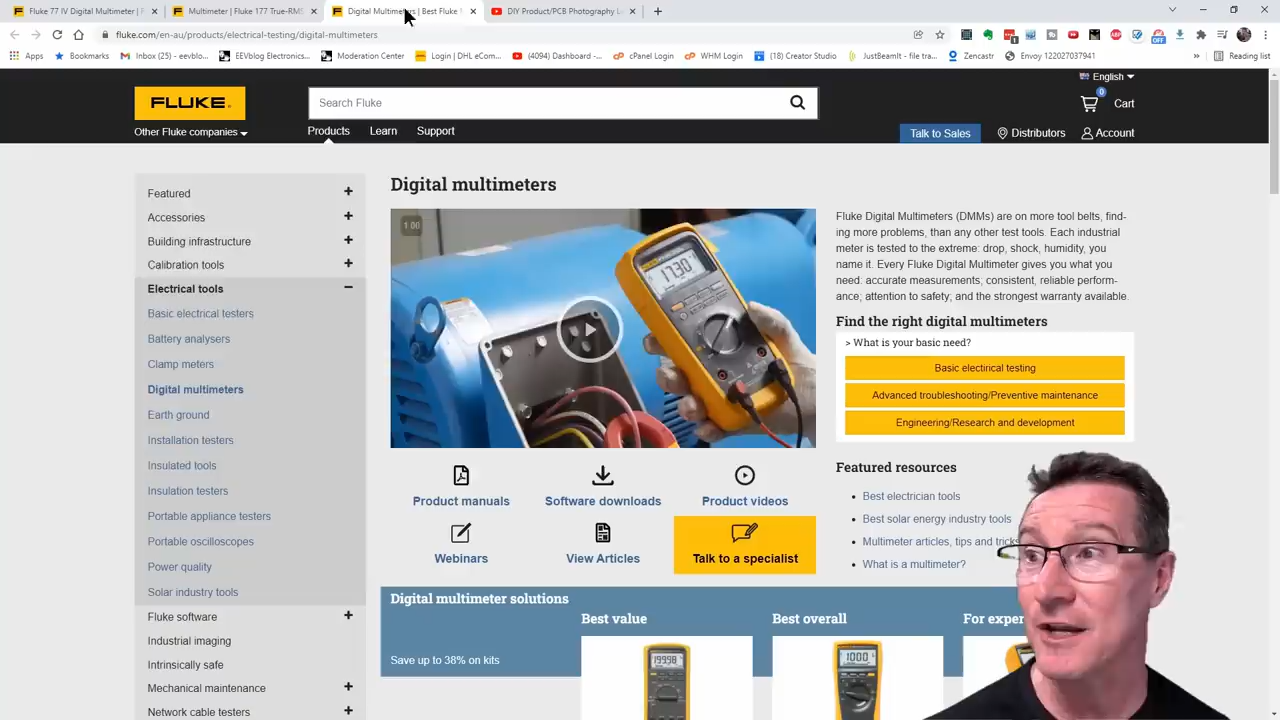 Fluke 77 IV Digital Multimeter | F
Multimeter | Fluke 177 True-RMS
Digital Multimeters | Best Fluke
DIY Product/PCB Photography L
fluke.com/en-au/products/electrical-testing/digital-multimeters
Apps
Bookmarks
Inbox (25) - eevblo...
EEVblog Electronics...
Moderation Center
Login | DHL eCom...
(4094) Dashboard -...
cPanel Login
WHM Login
(18) Creator Studio
JustBeamIt - file tra...
Zencastr
Envoy 122027037941
»
Reading list
English
FLUKE®
Search Fluke
0
Cart
Other Fluke companies
Products
Learn
Support
Talk to Sales
Distributors
Account
Featured +
Accessories +
Building infrastructure +
Calibration tools +
Electrical tools −
Basic electrical testers
Battery analysers
Clamp meters
Digital multimeters
Earth ground
Installation testers
Insulated tools
Insulation testers
Portable appliance testers
Portable oscilloscopes
Power quality
Solar industry tools
Fluke software +
Industrial imaging
Intrinsically safe
Mechanical maintenance +
Network cable testers +
Digital multimeters
1:00
17.30
Product manuals
Software downloads
Product videos
Webinars
View Articles
Talk to a specialist
Fluke Digital Multimeters (DMMs) are on more tool belts, find-
ing more problems, than any other test tools. Each industrial
meter is tested to the extreme: drop, shock, humidity, you
name it. Every Fluke Digital Multimeter gives you what you
need: accurate measurements; consistent, reliable perform-
ance; attention to safety; and the strongest warranty available.
Find the right digital multimeters
> What is your basic need?
Basic electirical testing
Advanced troubleshooting/Preventive maintenance
Engineering/Research and development
Featured resources
• Best electrician tools
• Best solar energy industry tools
• Multimeter articles, tips and tricks
• What is a multimeter?
Digital multimeter solutions
Save up to 38% on kits
Best value
Best overall
For exper
199.98
1000